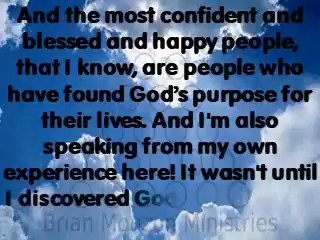 And the most confident and
blessed and happy people,
that I know, are people who
have found God's purpose for
their lives. And I'm also
speaking from my own
experience here! It wasn't until
I discovered God
Brian Monzon Ministries